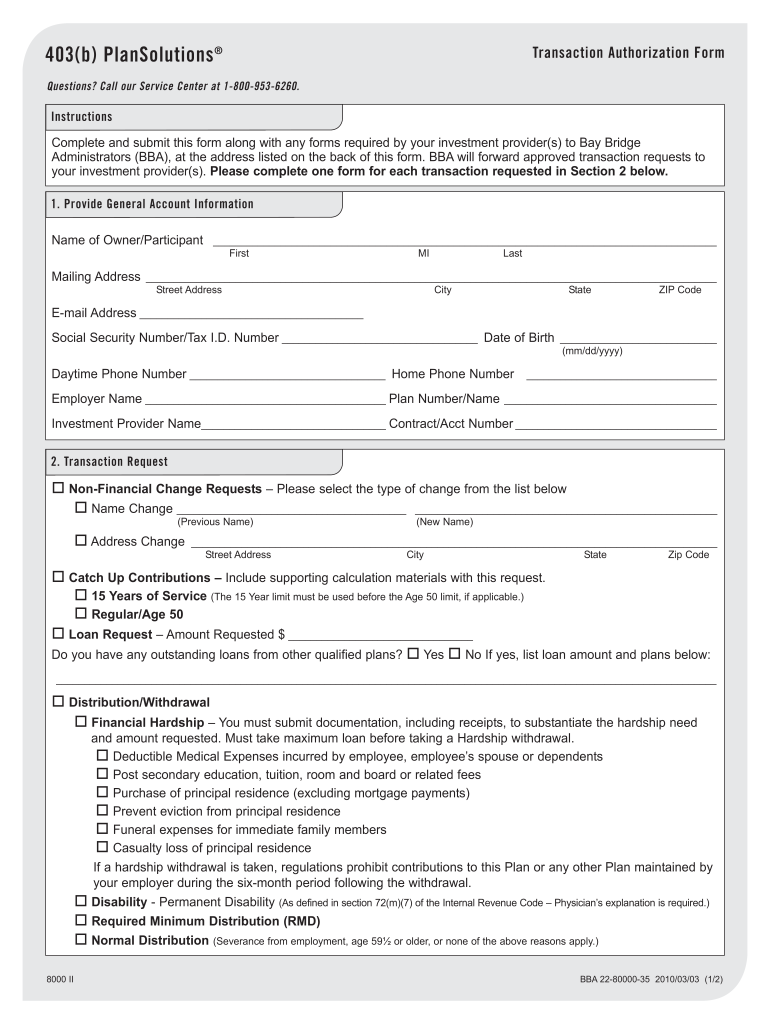 403(b) PlanSolutions®
Transaction Authorization Form
Questions? Call our Service Center at 1-800-953-6260.
Instructions
Complete and submit this form along with any forms required by your investment provider(s) to Bay Bridge
Administrators (BBA), at the address listed on the back of this form. BBA will forward approved transaction requests to
your investment provider(s). Please complete one form for each transaction requested in Section 2 below.
1. Provide General Account Information
Name of Owner/Participant
First MI Last
Mailing Address
Street Address City State ZIP Code
E-mail Address
Social Security Number/Tax I.D. Number Date of Birth
(mm/dd/yyyy)
Daytime Phone Number Home Phone Number
Employer Name Plan Number/Name
Investment Provider Name Contract/Acct Number
2. Transaction Request
☐ Non-Financial Change Requests – Please select the type of change from the list below
☐ Name Change
(Previous Name) (New Name)
☐ Address Change
Street Address City State Zip Code
☐ Catch Up Contributions – Include supporting calculation materials with this request.
☐ 15 Years of Service (The 15 Year limit must be used before the Age 50 limit, if applicable.)
☐ Regular/Age 50
☐ Loan Request – Amount Requested $
Do you have any outstanding loans from other qualified plans? ☐ Yes ☐ No If yes, list loan amount and plans below:
☐ Distribution/Withdrawal
☐ Financial Hardship – You must submit documentation, including receipts, to substantiate the hardship need
and amount requested. Must take maximum loan before taking a Hardship withdrawal.
☐ Deductible Medical Expenses incurred by employee, employee's spouse or dependents
☐ Post secondary education, tuition, room and board or related fees
☐ Purchase of principal residence (excluding mortgage payments)
☐ Prevent eviction from principal residence
☐ Funeral expenses for immediate family members
☐ Casualty loss of principal residence
If a hardship withdrawal is taken, regulations prohibit contributions to this Plan or any other Plan maintained by
your employer during the six-month period following the withdrawal.
☐ Disability - Permanent Disability (As defined in section 72(m)(7) of the Internal Revenue Code – Physician's explanation is required.)
☐ Required Minimum Distribution (RMD)
☐ Normal Distribution (Severance from employment, age 59½ or older, or none of the above reasons apply.)
8000 II
BBA 22-80000-35 2010/03/03 (1/2)